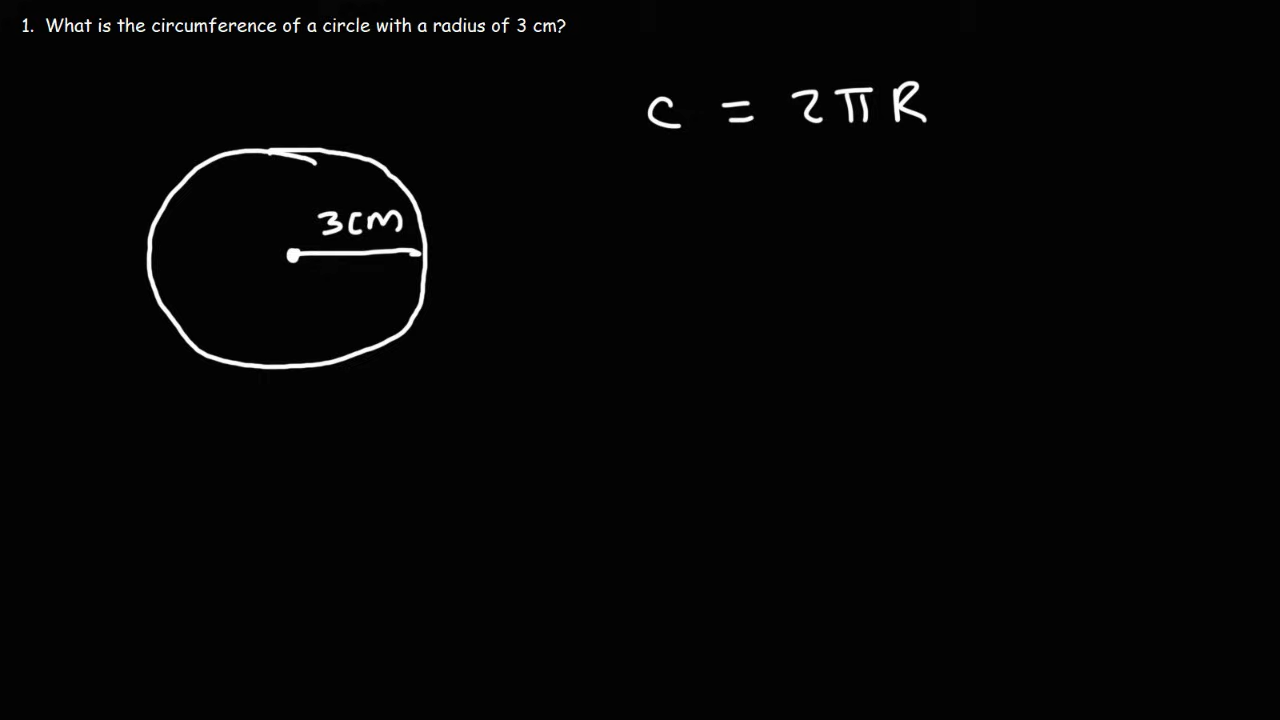 1. What is the circumference of a circle with a radius of 3 cm?
C = 2πR
3cm